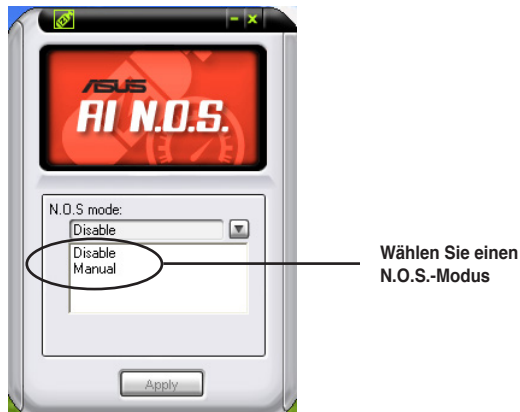 ASUS
AI N.O.S.
N.O.S mode:
Disable
Disable
Manual
Wählen Sie einen
N.O.S.-Modus
Apply